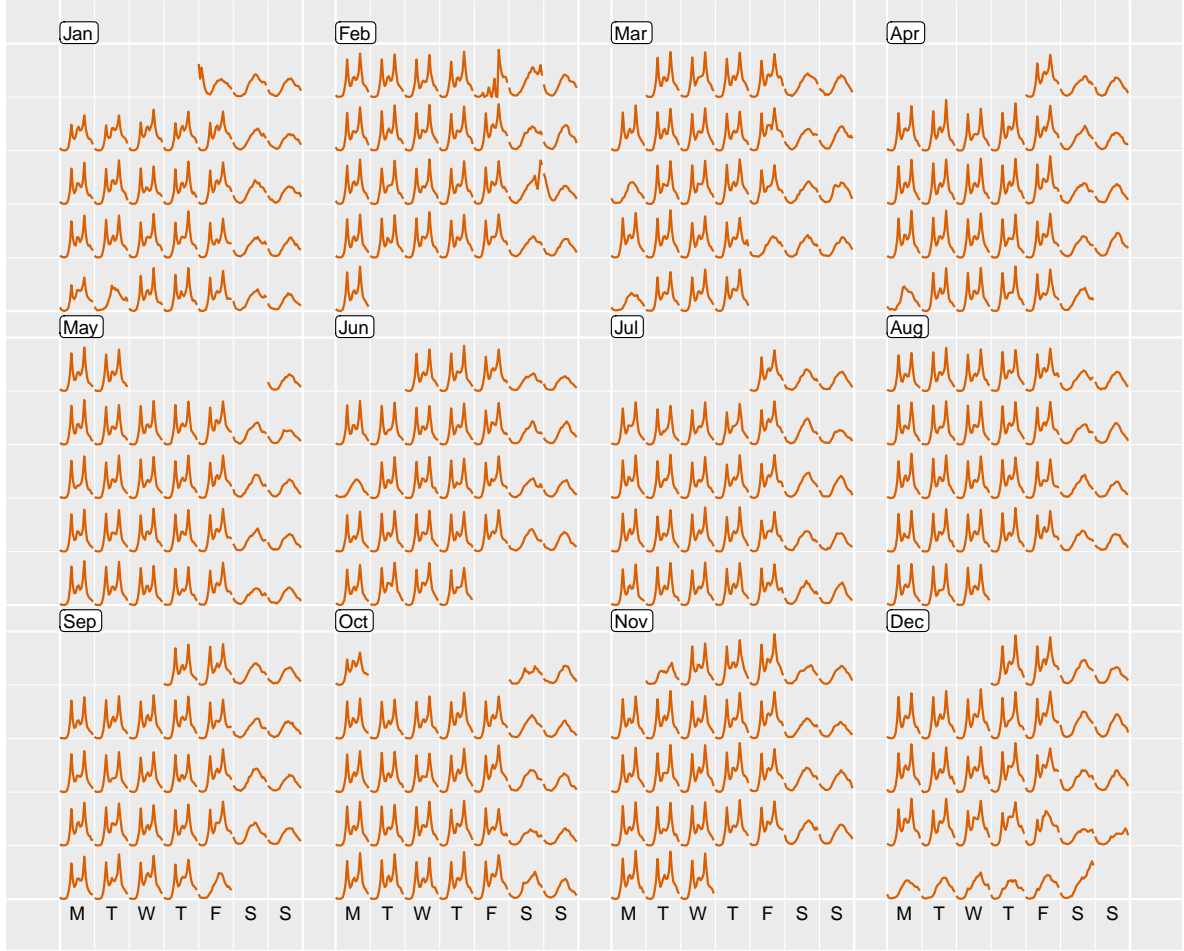 Jan Feb Mar Apr
May Jun Jul Aug
Sep Oct Nov Dec
M T W T F S S M T W T F S S M T W T F S S M T W T F S S